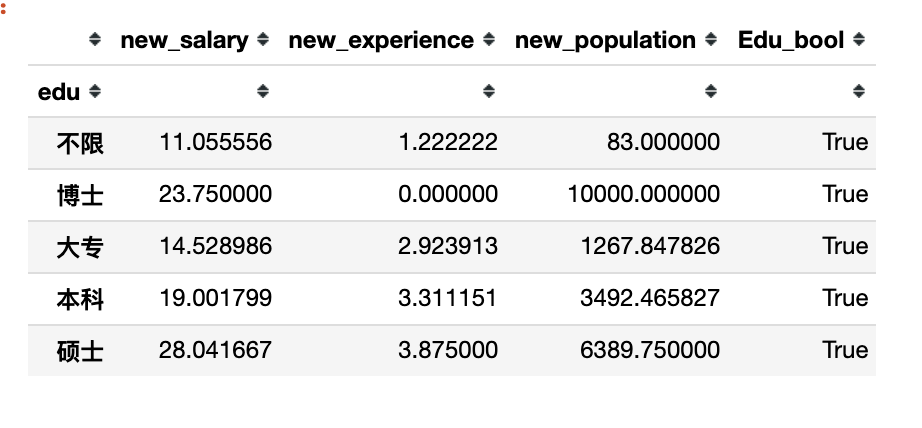 new_salary new_experience new_population Edu_bool
edu
不限 11.055556 1.222222 83.000000 True
博士 23.750000 0.000000 10000.000000 True
大专 14.528986 2.923913 1267.847826 True
本科 19.001799 3.311151 3492.465827 True
硕士 28.041667 3.875000 6389.750000 True